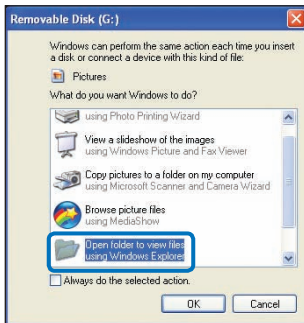 Removable Disk (G:)
Windows can perform the same action each time you insert
a disk or connect a device with this kind of file:
Pictures
What do you want Windows to do?
using Photo Printing Wizard
View a slideshow of the images
using Windows Picture and Fax Viewer
Copy pictures to a folder on my computer
using Microsoft Scanner and Camera Wizard
Browse picture files
using MediaShow
Open folder to view files
using Windows Explorer
Always do the selected action.
OK
Cancel